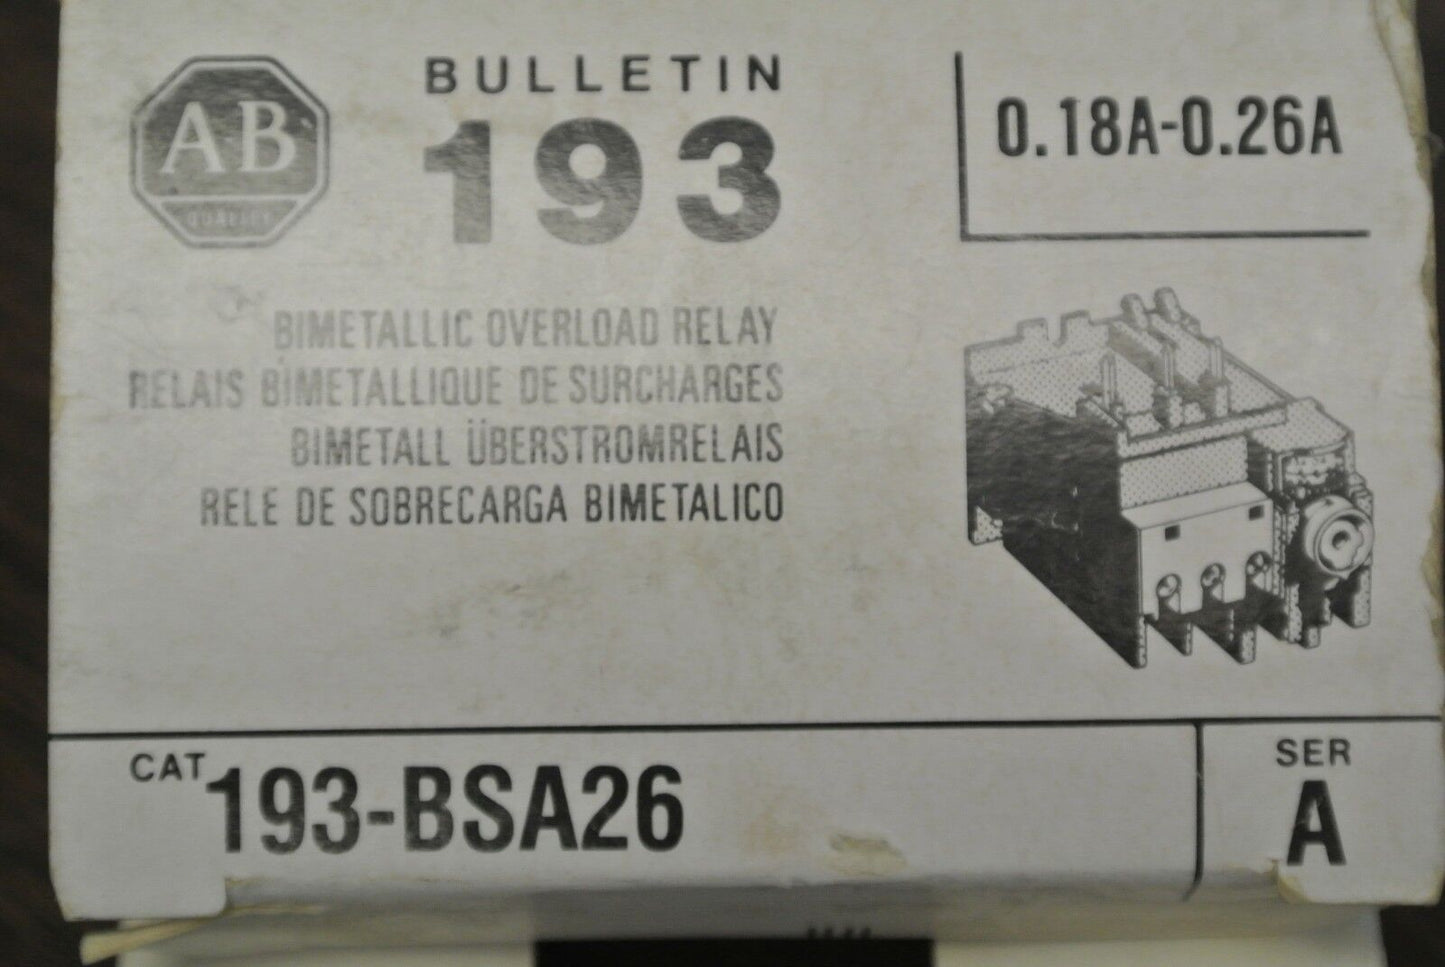 AB
QUALITY
BULLETIN
193
0.18A-0.26A
BIMETALLIC OVERLOAD RELAY
RELAIS BIMETALLIQUE DE SURCHARGES
BIMETALL ÜBERSTROMRELAIS
RELE DE SOBRECARGA BIMETALICO
CAT 193-BSA26
SER
A